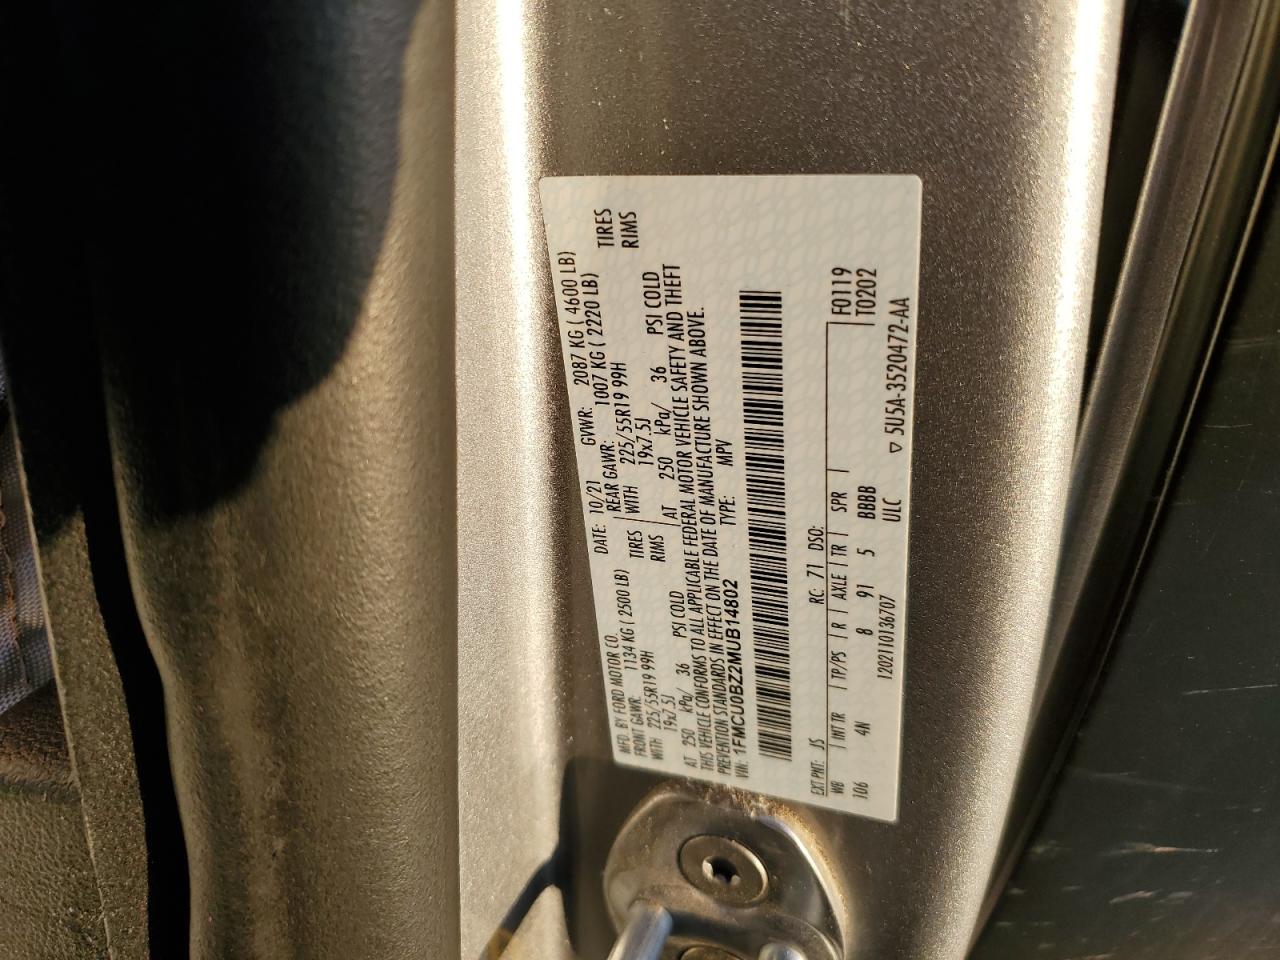 MFD. BY FORD MOTOR CO.
DATE: 10/21 GVWR: 2087 KG ( 4600 LB)
FRONT GAWR: 1134 KG ( 2500 LB) REAR GAWR: 1007 KG ( 2220 LB)
WITH 225/55R19 99H TIRES WITH 225/55R19 99H TIRES
19x7.5J RIMS 19x7.5J RIMS
AT 250 kPa/ 36 PSI COLD AT 250 kPa/ 36 PSI COLD
THIS VEHICLE CONFORMS TO ALL APPLICABLE FEDERAL MOTOR VEHICLE SAFETY AND THEFT
PREVENTION STANDARDS IN EFFECT ON THE DATE OF MANUFACTURE SHOWN ABOVE.
VIN: 1FMCU0BZ2MUB14802 TYPE: MPV
EXT PNT: JS RC: 71 DSO: F0119
WB INT TR TP/PS R AXLE TR SPR T0202
106 4N 8 91 5 BBBB
1202110136707 ULC ▽ 5U5A-3520472-AA